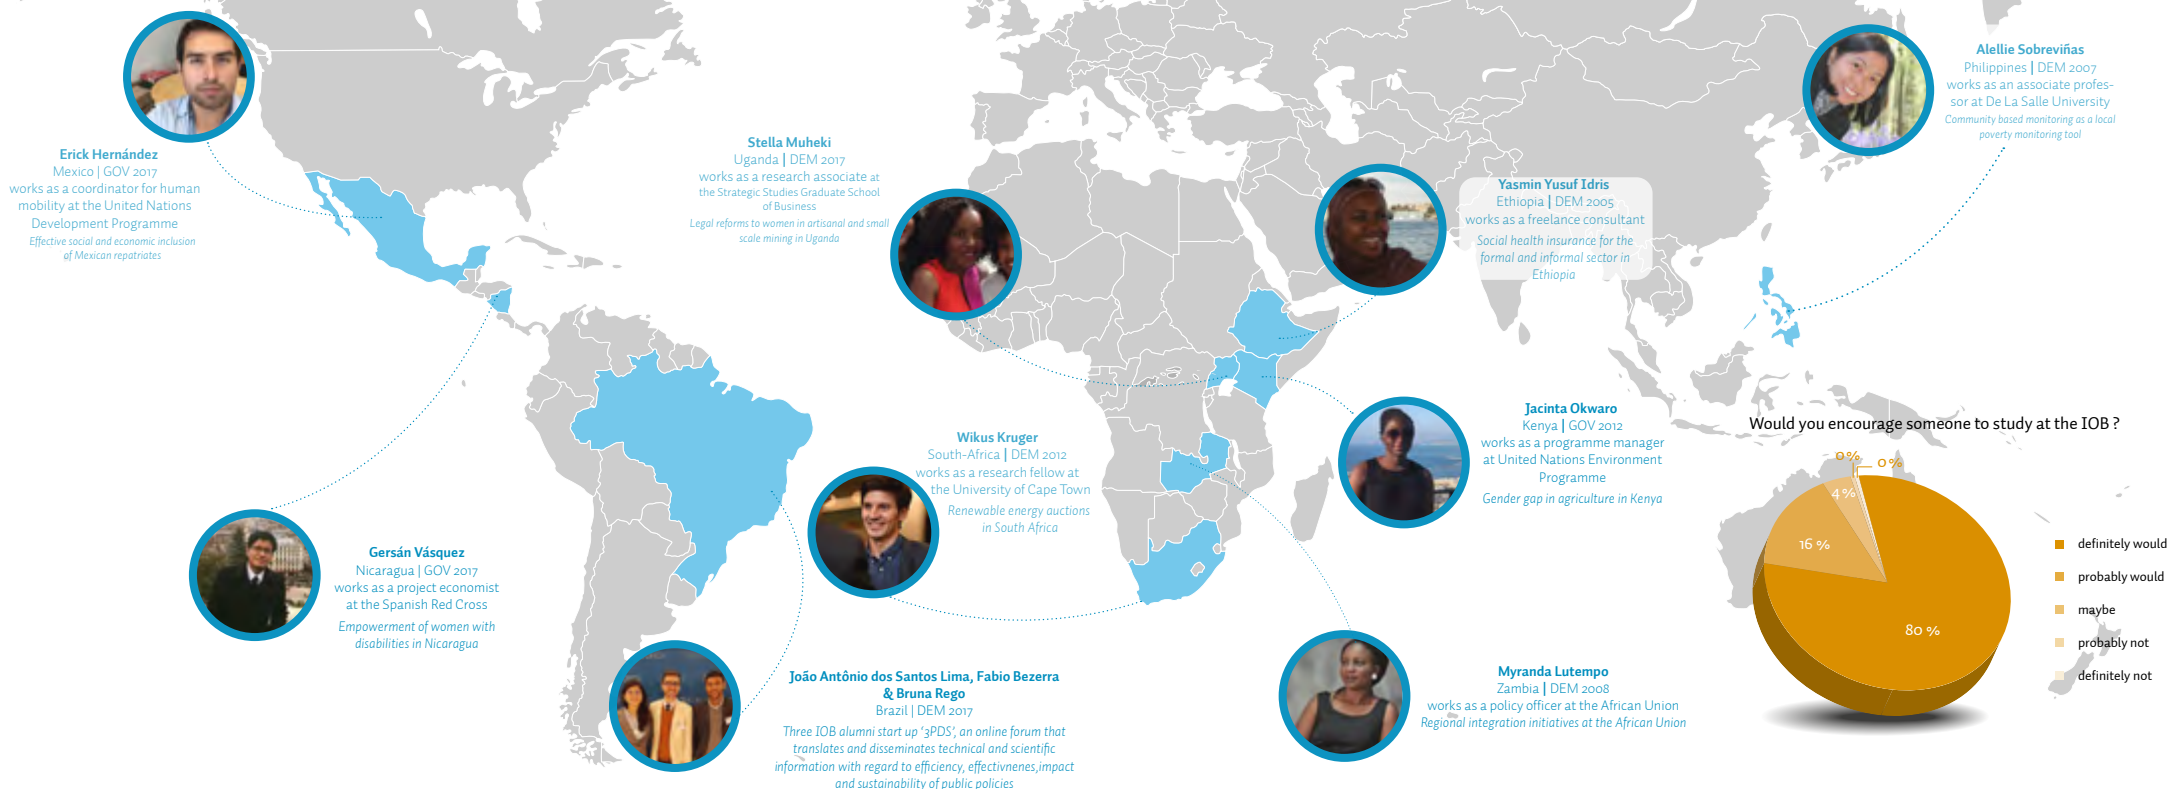 Erick Hernández
Mexico | GOV 2017
works as a coordinator for human
mobility at the United Nations
Development Programme
Effective social and economic inclusion
of Mexican repatriates
Stella Muheki
Uganda | DEM 2017
works as a research associate at
the Strategic Studies Graduate School
of Business
Legal reforms to women in artisanal and small
scale mining in Uganda
Yasmin Yusuf Idris
Ethiopia | DEM 2005
works as a freelance consultant
Social health insurance for the
formal and informal sector in
Ethiopia
Alellie Sobreviñas
Philippines | DEM 2007
works as an associate profes-
sor at De La Salle University
Community based monitoring as a local
poverty monitoring tool
Gersán Vásquez
Nicaragua | GOV 2017
works as a project economist
at the Spanish Red Cross
Empowerment of women with
disabilities in Nicaragua
Wikus Kruger
South-Africa | DEM 2012
works as a research fellow at
the University of Cape Town
Renewable energy auctions
in South Africa
Jacinta Okwaro
Kenya | GOV 2012
works as a programme manager
at United Nations Environment
Programme
Gender gap in agriculture in Kenya
João Antônio dos Santos Lima, Fabio Bezerra
& Bruna Rego
Brazil | DEM 2017
Three IOB alumni start up ‘3PDS’, an online forum that
translates and disseminates technical and scientific
information with regard to efficiency, effectivnenes,impact
and sustainability of public policies
Myranda Lutempo
Zambia | DEM 2008
works as a policy officer at the African Union
Regional integration initiatives at the African Union
Would you encourage someone to study at the IOB ?
0 %
0 %
4 %
16 %
80 %
definitely would
probably would
maybe
probably not
definitely not